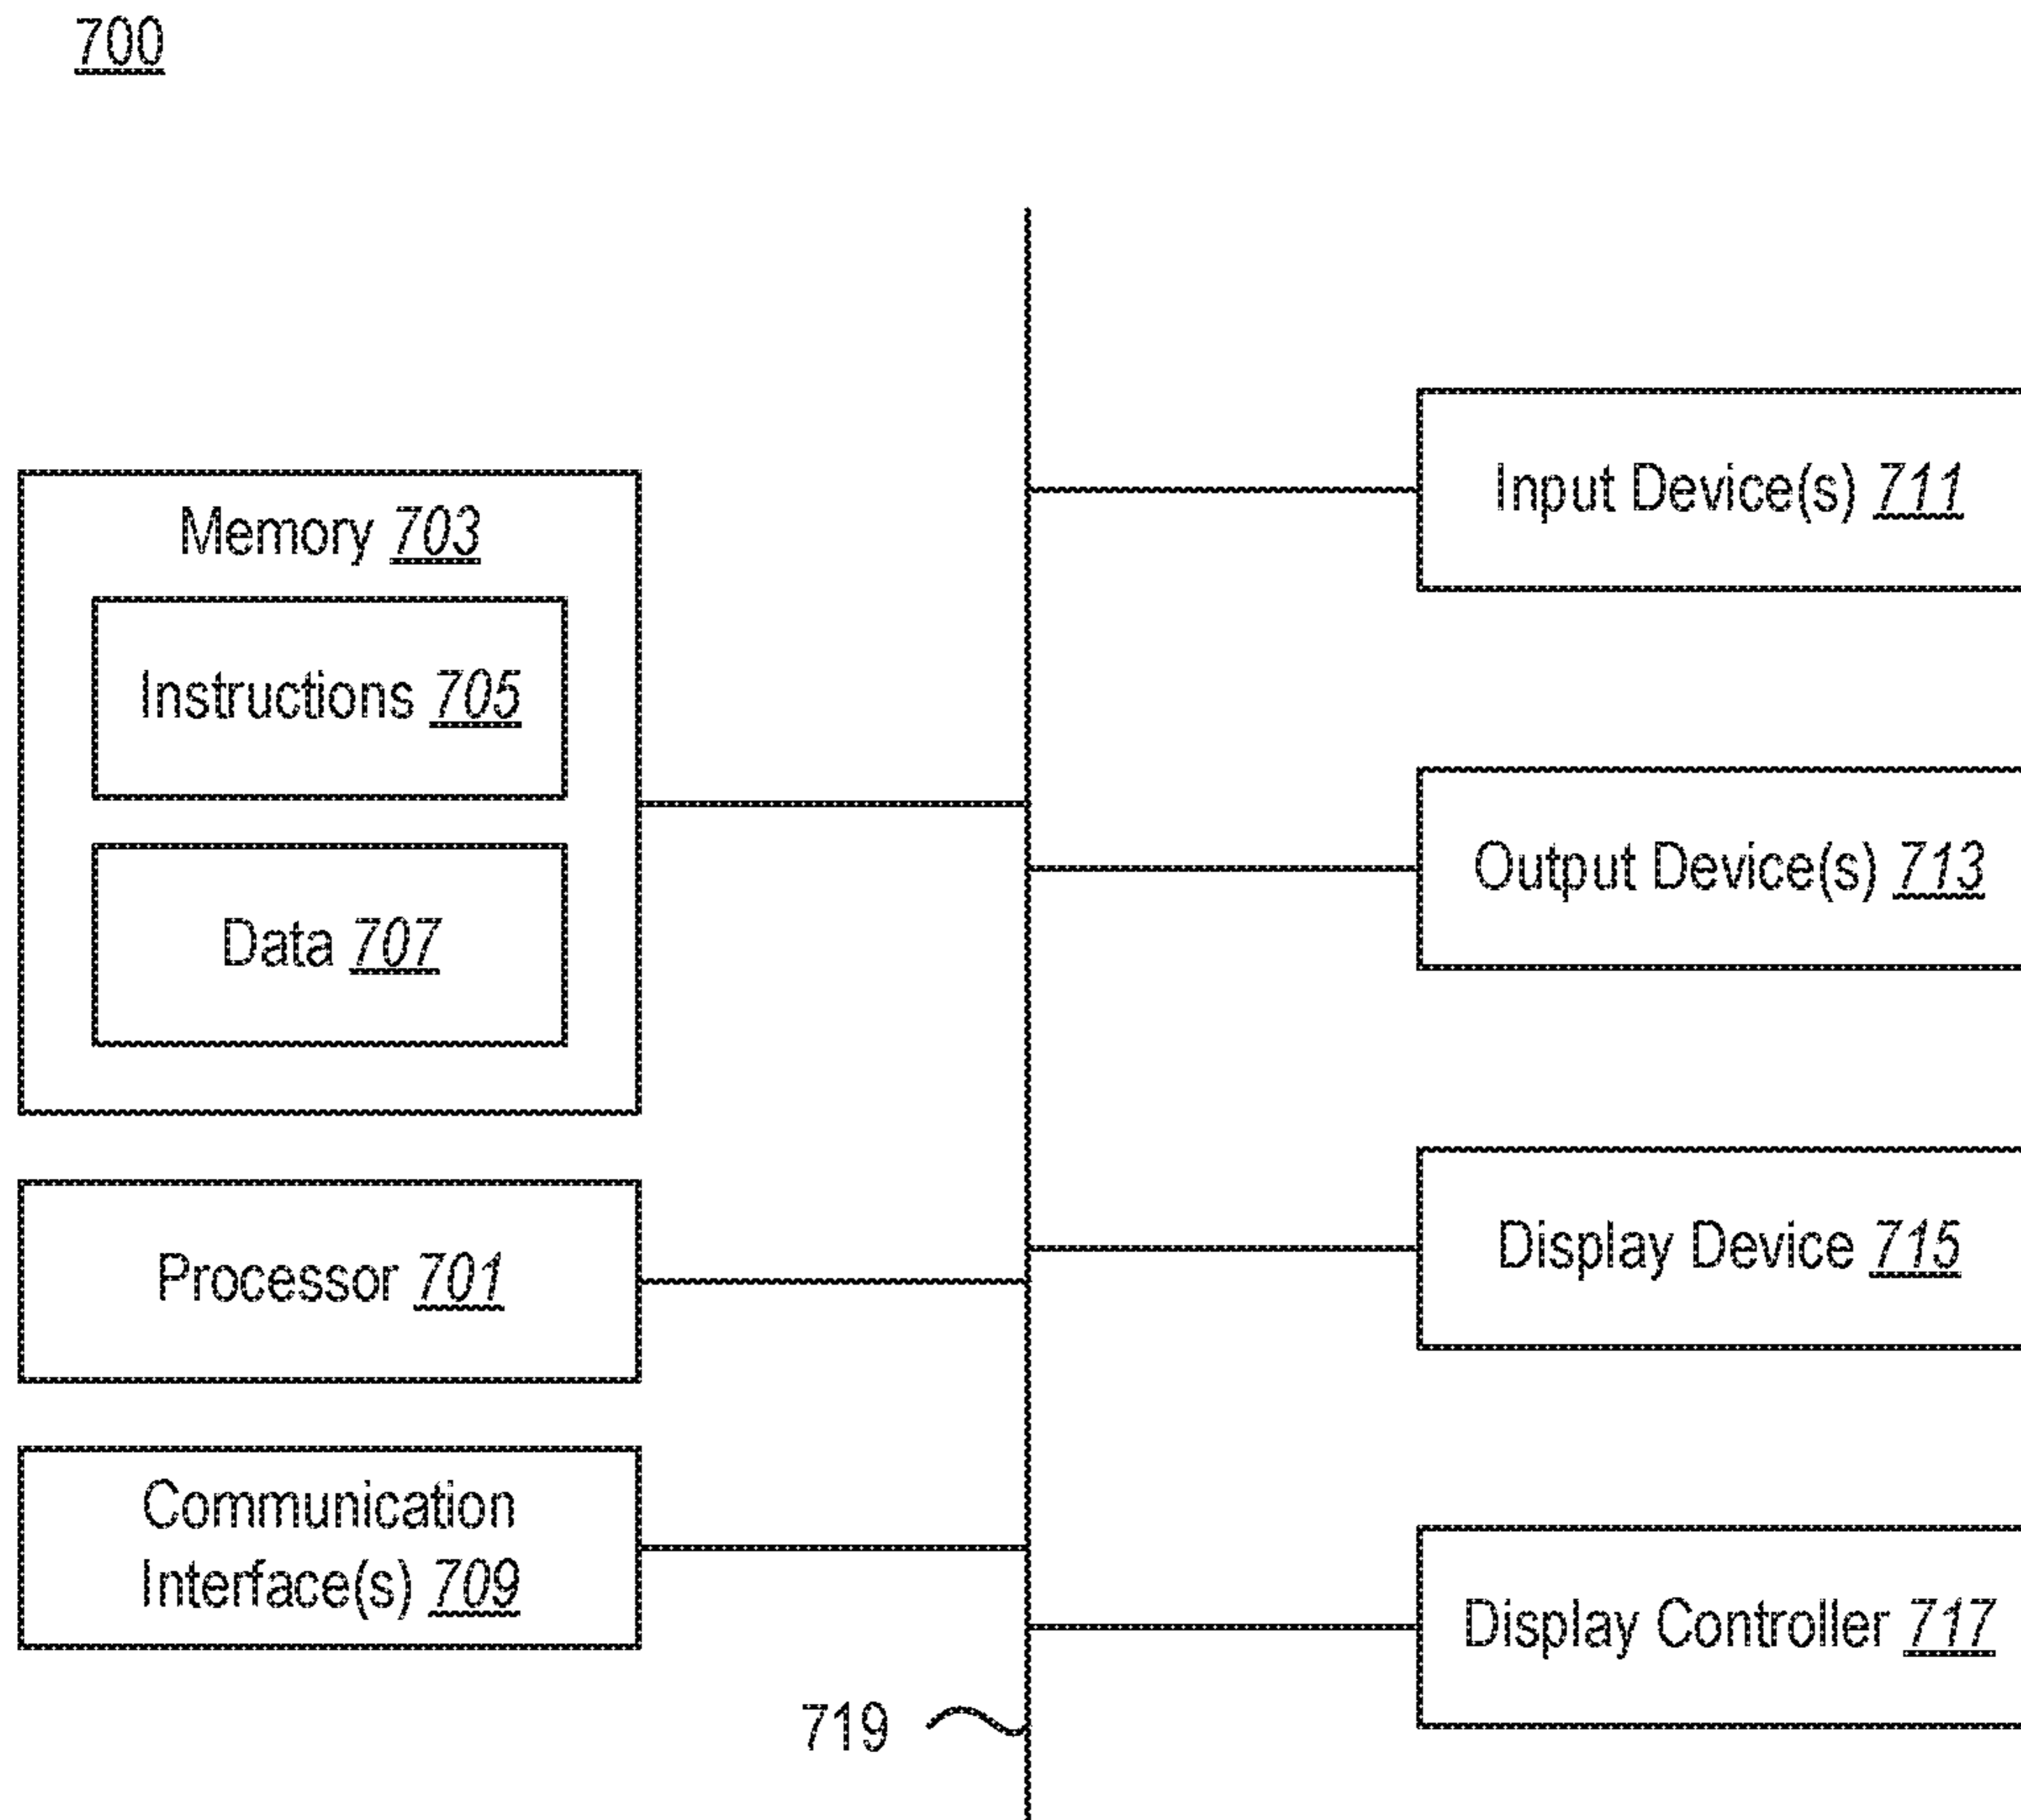 700
Memory 703
Instructions 705
Data 707
Processor 701
Communication
Interface(s) 709
Input Device(s) 711
Output Device(s) 713
Display Device 715
Display Controller 717
719